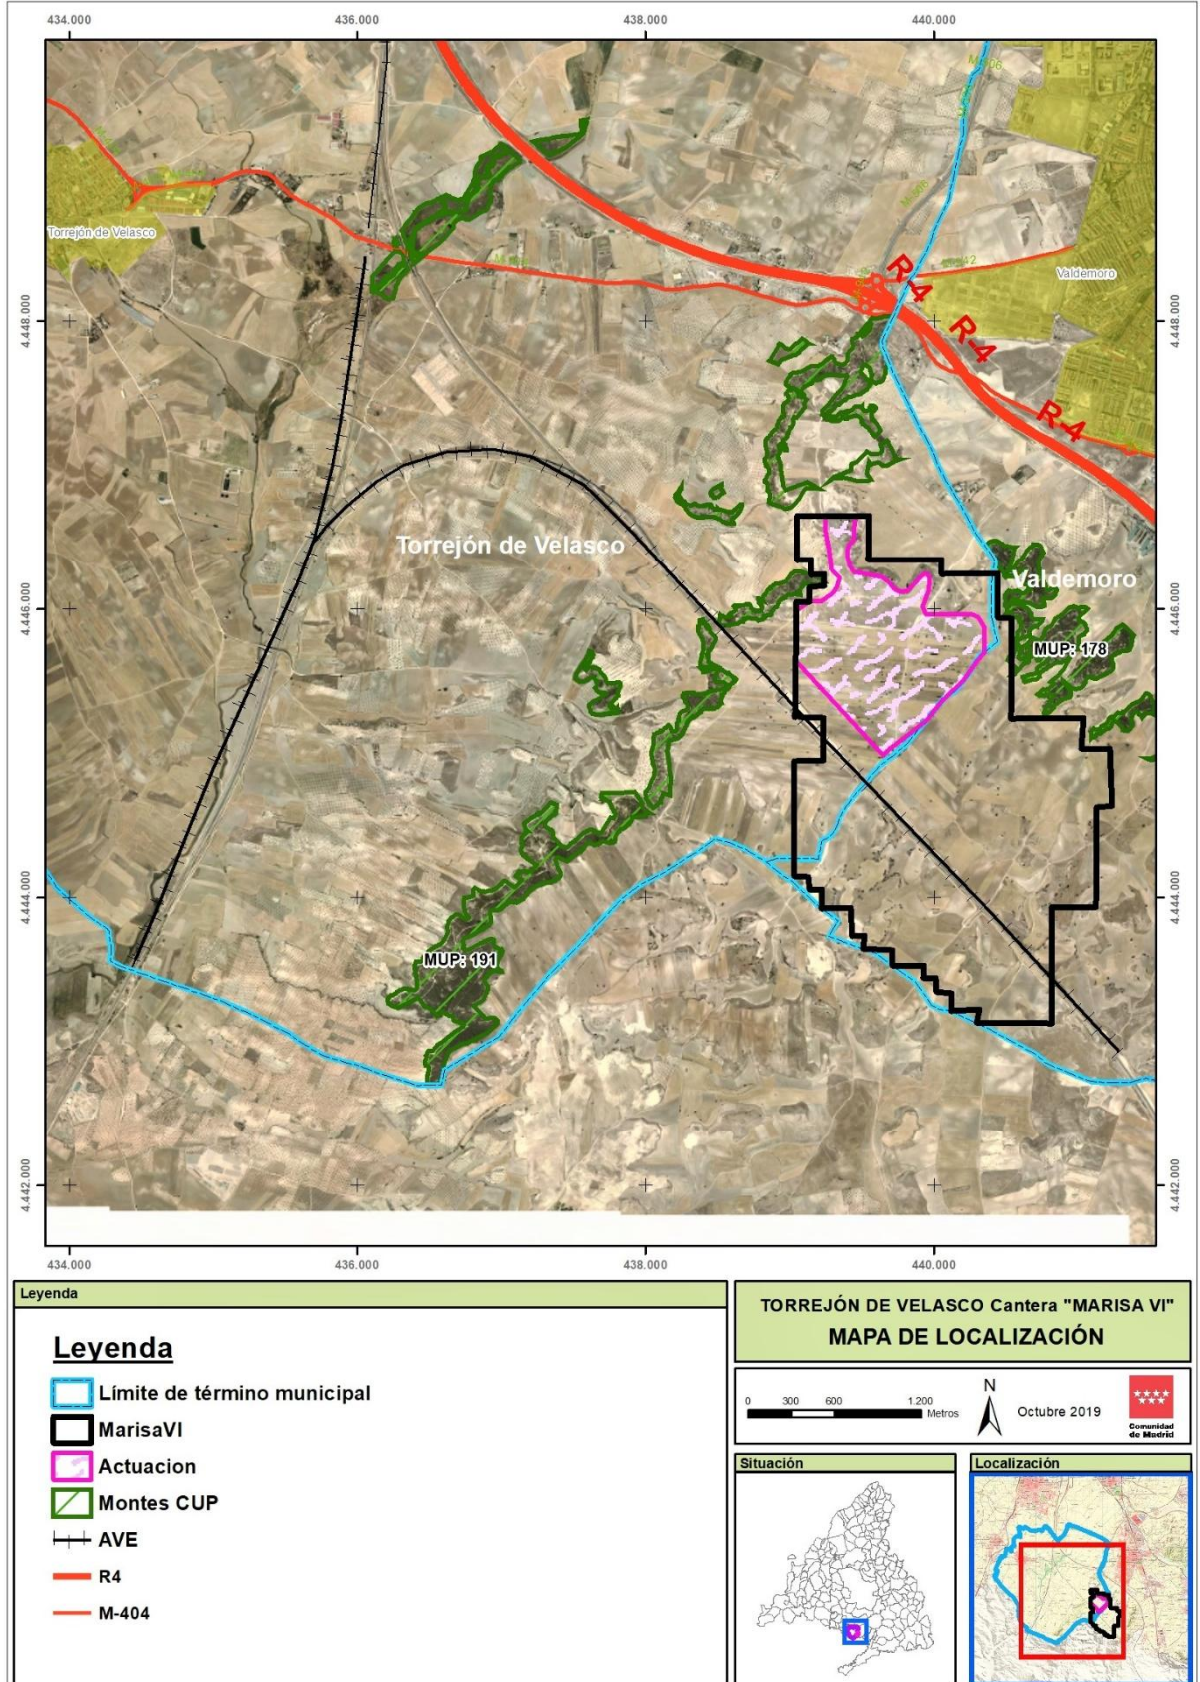 434.000 436.000 438.000 440.000
M-506
M-506
Torrejón de Velasco
M-404
R-4
Valdemoro
4.448.000
4.448.000
R-4
R-4
Torrejón de Velasco
Valdemoro
4.446.000
4.446.000
MUP: 178
4.444.000
4.444.000
MUP: 191
4.442.000
4.442.000
434.000 436.000 438.000 440.000
Leyenda
Leyenda
Límite de término municipal
MarisaVI
Actuacion
Montes CUP
AVE
R4
M-404
TORREJÓN DE VELASCO Cantera "MARISA VI"
MAPA DE LOCALIZACIÓN
0 300 600 1.200
Metros
N
Octubre 2019
Comunidad
de Madrid
Situación
Localización